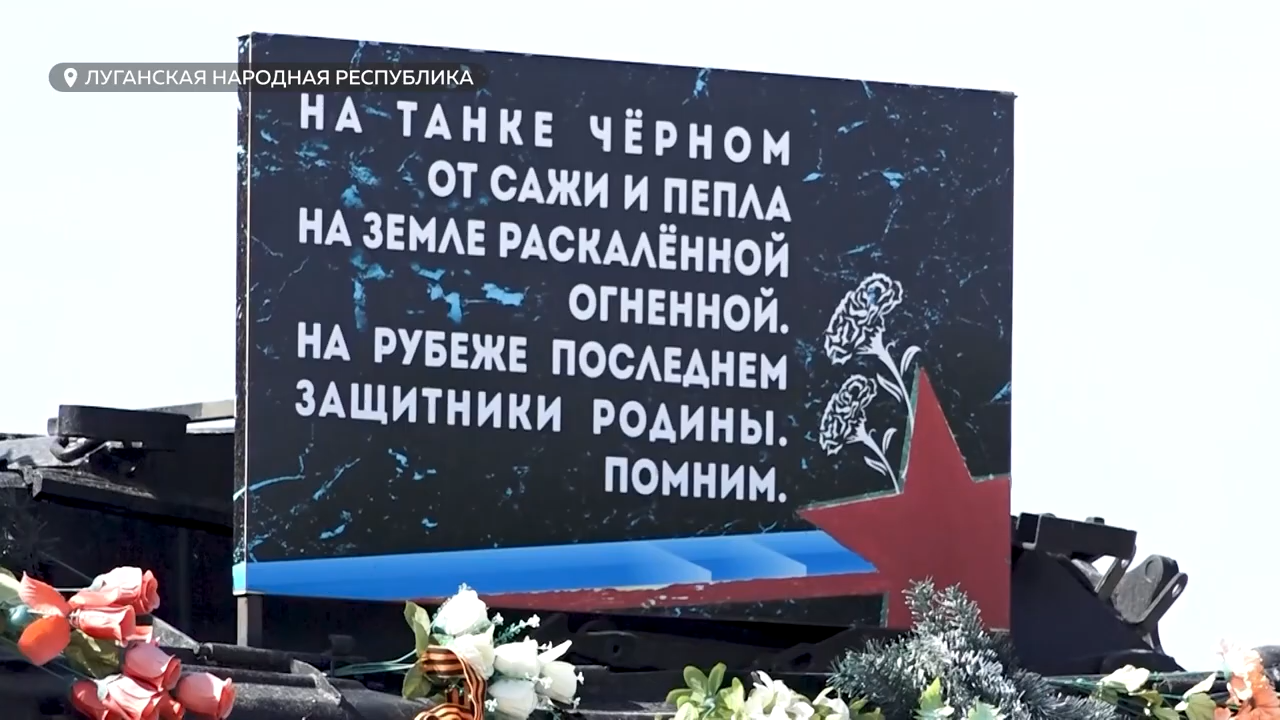 ЛУГАНСКАЯ НАРОДНАЯ РЕСПУБЛИКА
НА ТАНКЕ ЧЁРНОМ
ОТ САЖИ И ПЕПЛА
НА ЗЕМЛЕ РАСКАЛЁННОЙ
ОГНЕННОЙ.
НА РУБЕЖЕ ПОСЛЕДНЕМ
ЗАЩИТНИКИ РОДИНЫ.
ПОМНИМ.